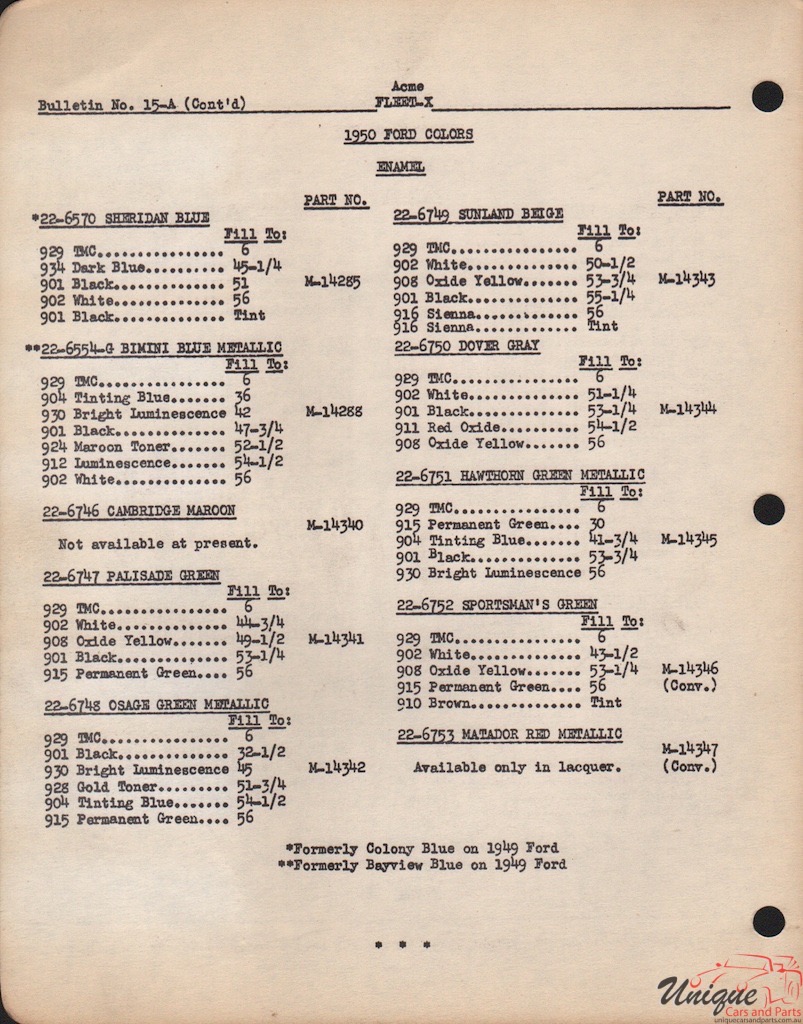 Acme
Bulletin No. 15-A (Cont'd) FLEET-X
1950 FORD COLORS
ENAMEL
PART NO.
*22-6570 SHERIDAN BLUE
Fill To:
929 TMC................ 6
934 Dark Blue.......... 45-1/4
901 Black.............. 51 M-14285
902 White.............. 56
901 Black.............. Tint
**22-6554-G BIMINI BLUE METALLIC
Fill To:
929 TMC................ 6
904 Tinting Blue....... 36
930 Bright Luminescence 42 M-14288
901 Black.............. 47-3/4
924 Maroon Toner....... 52-1/2
912 Luminescence....... 54-1/2
902 White.............. 56
22-6746 CAMBRIDGE MAROON
M-14340
Not available at present.
22-6747 PALISADE GREEN
Fill To:
929 TMC................ 6
902 White.............. 44-3/4
908 Oxide Yellow....... 49-1/2 M-14341
901 Black.............. 53-1/4
915 Permanent Green.... 56
22-6748 OSAGE GREEN METALLIC
Fill To:
929 TMC................ 6
901 Black.............. 32-1/2
930 Bright Luminescence 45 M-14342
928 Gold Toner......... 51-3/4
904 Tinting Blue....... 54-1/2
915 Permanent Green.... 56
PART NO.
22-6749 SUNLAND BEIGE
Fill To:
929 TMC................ 6
902 White.............. 50-1/2
908 Oxide Yellow....... 53-3/4 M-14343
901 Black.............. 55-1/4
916 Sienna............. 56
916 Sienna............. Tint
22-6750 DOVER GRAY
Fill To:
929 TMC................ 6
902 White.............. 51-1/4
901 Black.............. 53-1/4 M-14344
911 Red Oxide.......... 54-1/2
908 Oxide Yellow....... 56
22-6751 HAWTHORN GREEN METALLIC
Fill To:
929 TMC................ 6
915 Permanent Green.... 30
904 Tinting Blue....... 41-3/4 M-14345
901 Black.............. 53-3/4
930 Bright Luminescence 56
22-6752 SPORTSMAN'S GREEN
Fill To:
929 TMC................ 6
902 White.............. 43-1/2
908 Oxide Yellow....... 53-1/4 M-14346
915 Permanent Green.... 56 (Conv.)
910 Brown.............. Tint
22-6753 MATADOR RED METALLIC
M-14347
Available only in lacquer. (Conv.)
*Formerly Colony Blue on 1949 Ford
**Formerly Bayview Blue on 1949 Ford
* * *
Unique
Cars and Parts
uniquecarsandparts.com.au